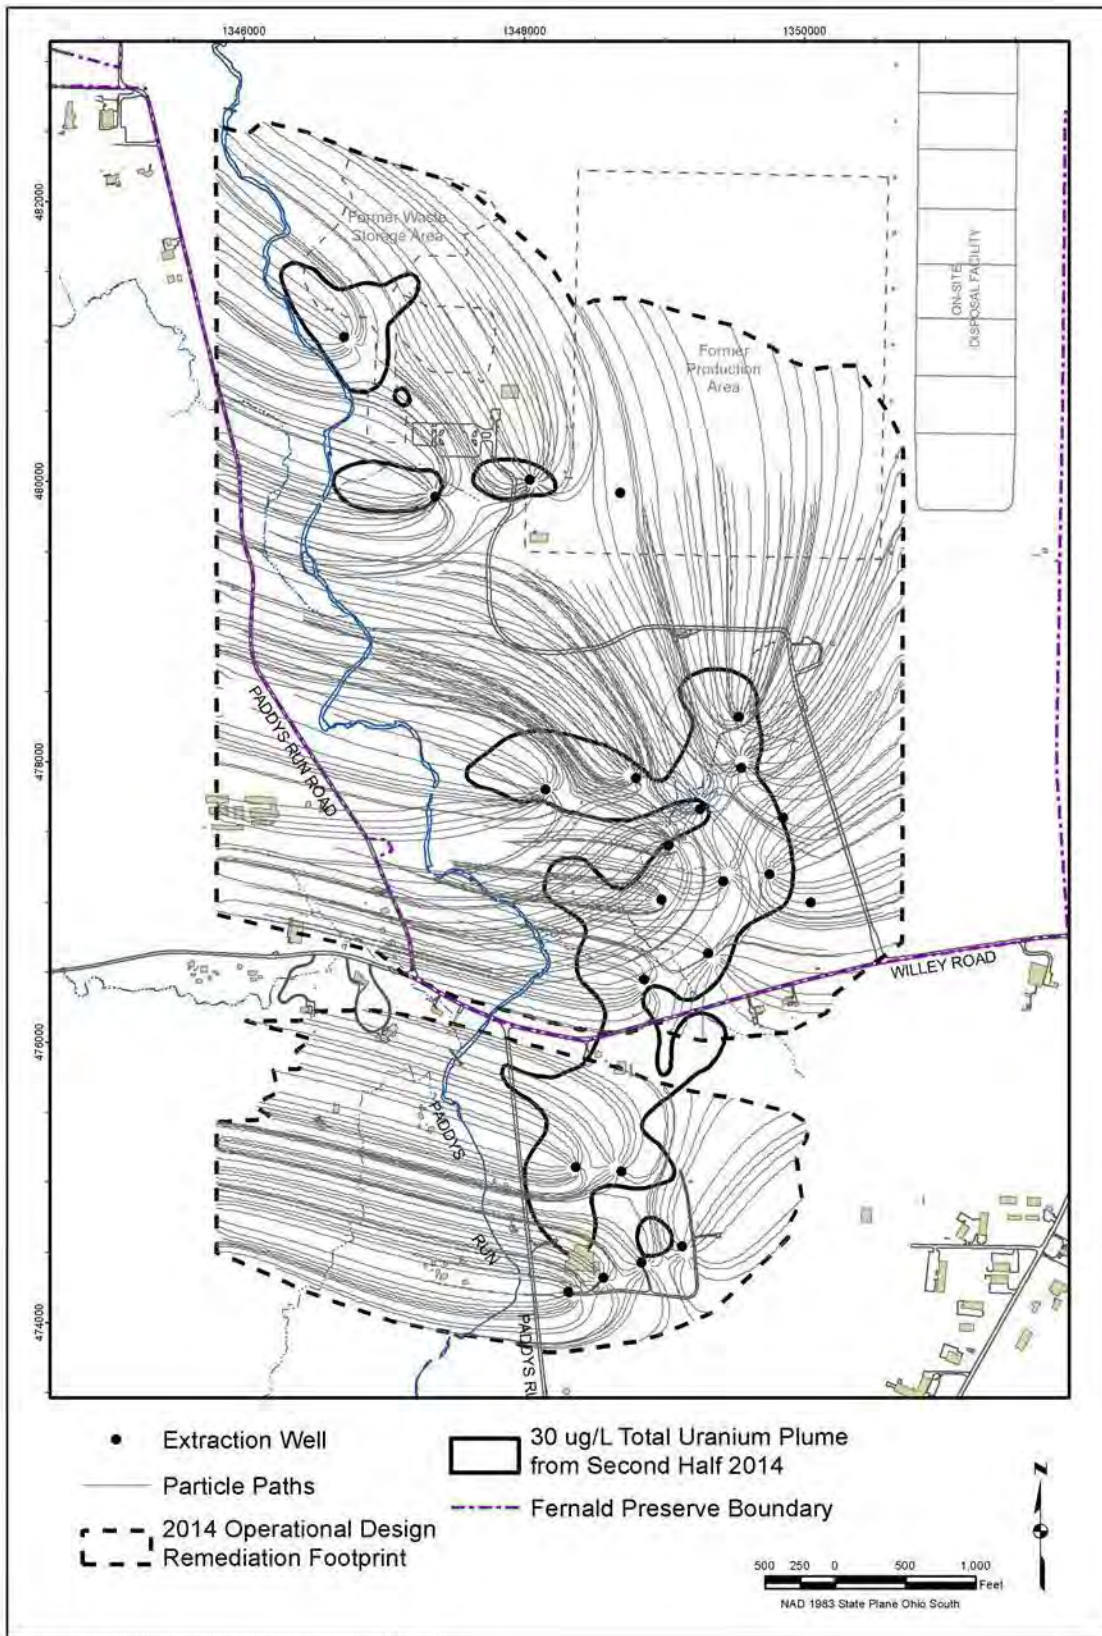 1346000
1348000
1350000
482000
480000
478000
476000
474000
Former Waste
Storage Area
Former
Production
Area
ON-SITE
DISPOSAL FACILITY
PADDYS RUN ROAD
WILLEY ROAD
PADDYS
RUN
PADDYS RU
Extraction Well
Particle Paths
2014 Operational Design
Remediation Footprint
30 ug/L Total Uranium Plume
from Second Half 2014
Fernald Preserve Boundary
N
500 250 0 500 1,000
Feet
NAD 1983 State Plane Ohio South